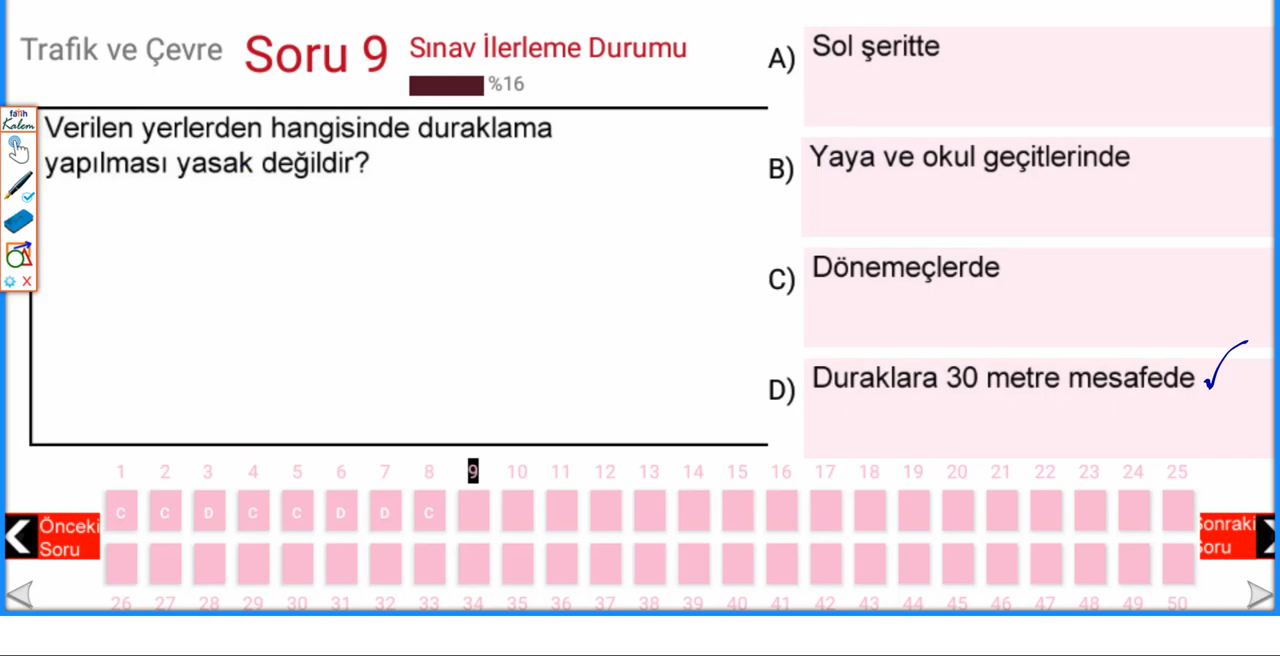 Trafik ve Çevre
Soru 9
Sınav İlerleme Durumu
%16
fatih
Kalem
Verilen yerlerden hangisinde duraklama
yapılması yasak değildir?
A) Sol şeritte
B) Yaya ve okul geçitlerinde
C) Dönemeçlerde
D) Duraklara 30 metre mesafede
1 2 3 4 5 6 7 8 9 10 11 12 13 14 15 16 17 18 19 20 21 22 23 24 25
C C D C C D D C
Önceki
Soru
Sonraki
Soru
26 27 28 29 30 31 32 33 34 35 36 37 38 39 40 41 42 43 44 45 46 47 48 49 50